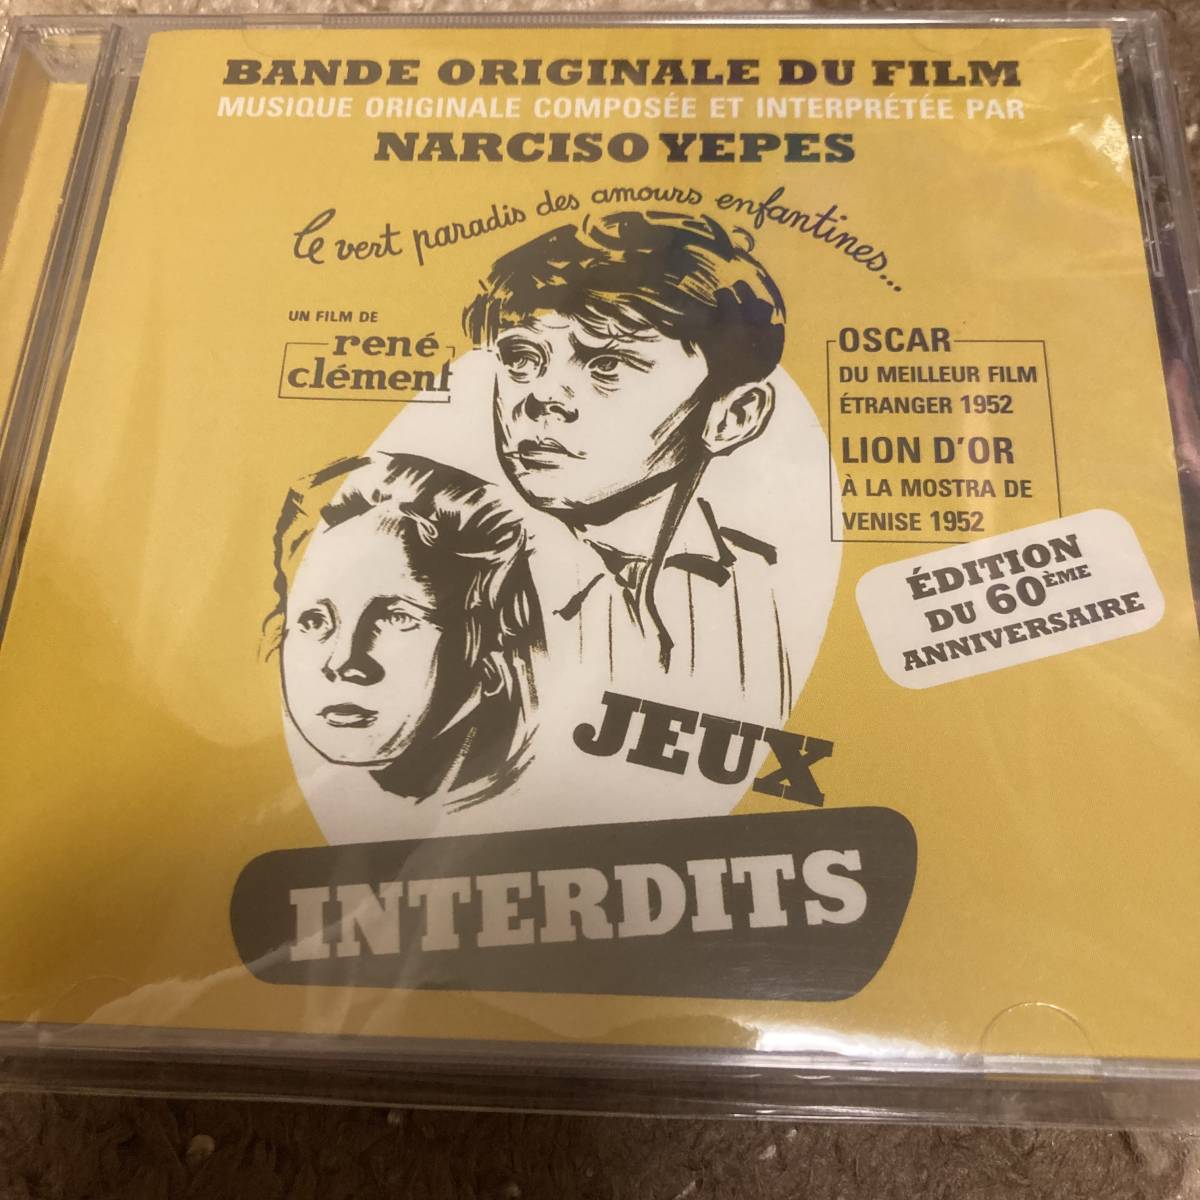 BANDE ORIGINALE DU FILM
MUSIQUE ORIGINALE COMPOSÉE ET INTERPRÉTÉE PAR
NARCISO YEPES
le vert paradis des amours enfantines...
UN FILM DE
rené
clément
OSCAR
DU MEILLEUR FILM
ÉTRANGER 1952
LION D'OR
À LA MOSTRA DE
VENISE 1952
ÉDITION
DU 60ÈME
ANNIVERSAIRE
JEUX
INTERDITS